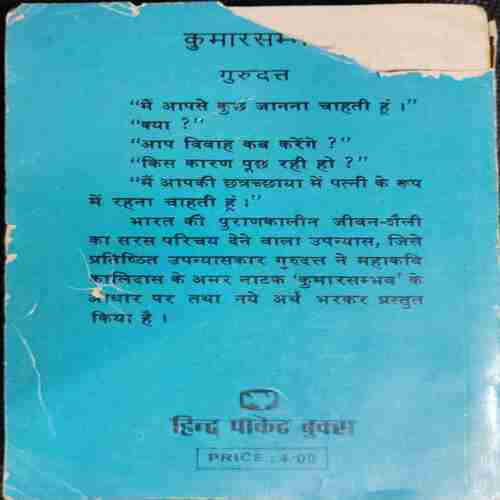 कुमारसम्
गुरुदत्त
“मैं आपसे कुछ जानना चाहती हूं ।”
“क्या ?”
“आप विवाह कब करेंगे ?”
“किस कारण पूछ रही हो ?”
“मैं आपकी छत्रच्छाया में पत्नी के रूप
में रहना चाहती हूं ।”
भारत की पुराणकालीन जीवन-शैली
का सरस परिचय देने वाला उपन्यास, जिसे
प्रतिष्ठित उपन्यासकार गुरुदत्त ने महाकवि
कालिदास के अमर नाटक ‘कुमारसम्भव’ के
आधार पर तथा नये अर्थ भरकर प्रस्तुत
किया है ।
हिन्द पॉकेट बुक्स
PRICE : 4.00